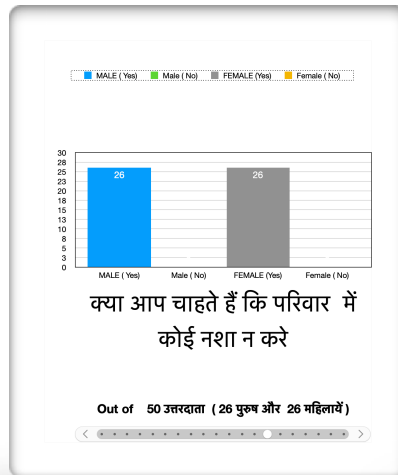 MALE ( Yes) Male ( No) FEMALE (Yes) Female ( No)
30
28
25
23
20
18
15
13
10
8
5
3
0
26 26
MALE ( Yes) Male ( No) FEMALE (Yes) Female ( No)
क्या आप चाहते हैं कि परिवार में
कोई नशा न करे
Out of 50 उत्तरदाता ( 26 पुरुष और 26 महिलायें )